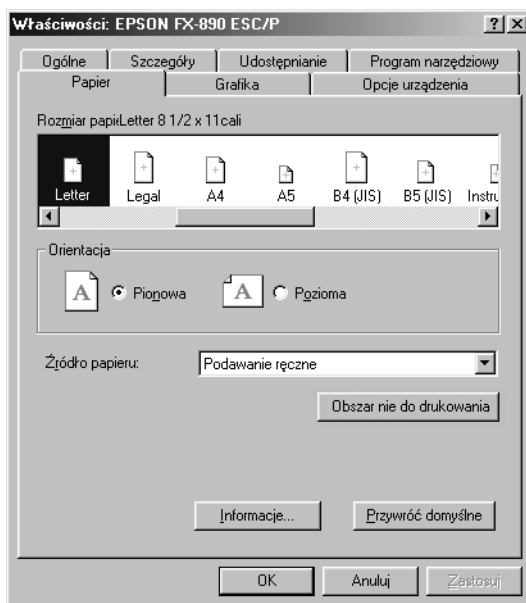 Właściwości: EPSON FX-890 ESC/P
Ogólne Szczegóły Udostępnianie Program narzędziowy
Papier Grafika Opcje urządzenia
Rozmiar papieLetter 8 1/2 x 11cali
Letter Legal A4 A5 B4 (JIS) B5 (JIS) Instru
Orientacja
A Pionowa A Pozioma
Źródło papieru: Podawanie ręczne
Obszar nie do drukowania
Informacje... Przywróć domyślne
OK Anuluj Zastosuj